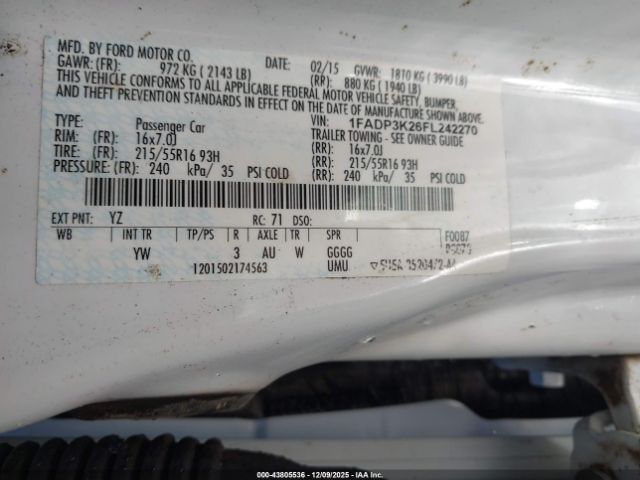 MFD. BY FORD MOTOR CO.
DATE: 02/15 GVWR: 1810 KG ( 3990 LB)
GAWR: (FR): 972 KG ( 2143 LB) (RR): 880 KG ( 1940 LB)
THIS VEHICLE CONFORMS TO ALL APPLICABLE FEDERAL MOTOR VEHICLE SAFETY, BUMPER,
AND THEFT PREVENTION STANDARDS IN EFFECT ON THE DATE OF MANUFACTURE SHOWN ABOVE.
VIN: 1FADP3K26FL242270
TYPE: Passenger Car TRAILER TOWING - SEE OWNER GUIDE
RIM: (FR): 16x7.0J (RR): 16x7.0J
TIRE: (FR): 215/55R16 93H (RR): 215/55R16 93H
PRESSURE: (FR): 240 kPa/ 35 PSI COLD (RR): 240 kPa/ 35 PSI COLD
EXT PNT: YZ RC: 71 DSO:
WB INT TR TP/PS R AXLE TR SPR F0087
YW 3 AU W GGGG
1201502174563 UMU
00-43805536 - 12/09/2025 - IAAI.COM COPART